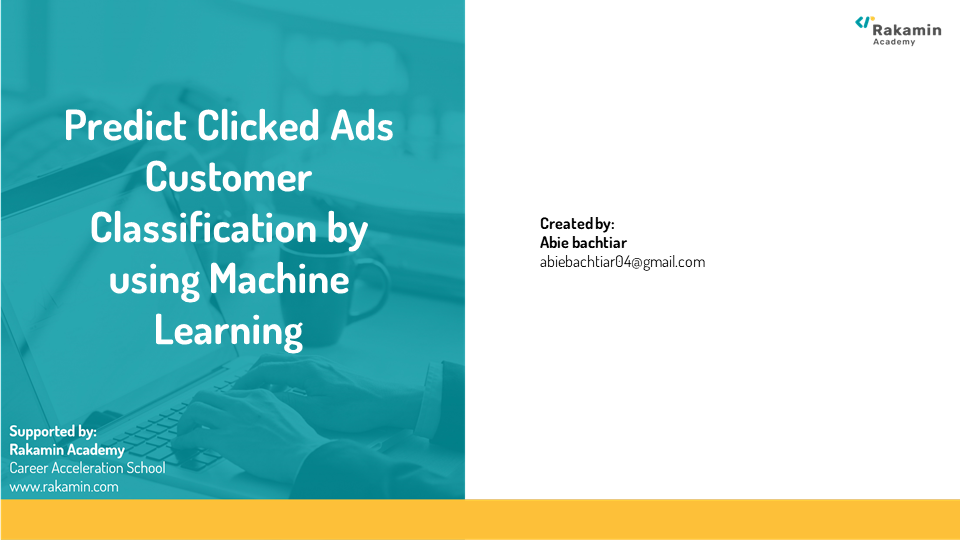 Rakamin
Academy
Predict Clicked Ads
Customer
Classification by
using Machine
Learning
Created by:
Abie bachtiar
abiebachtiar04@gmail.com
Supported by:
Rakamin Academy
Career Acceleration School
www.rakamin.com